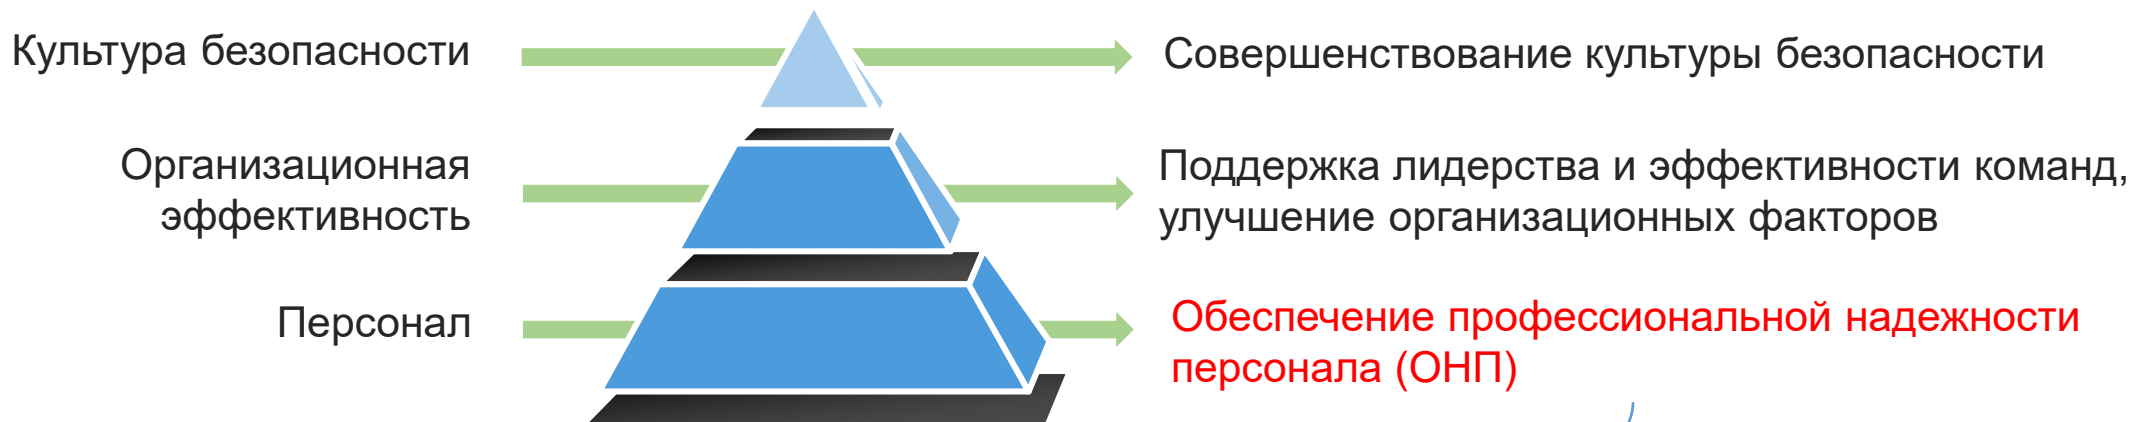 Культура безопасности
Совершенствование культуры безопасности
Организационная
эффективность
Поддержка лидерства и эффективности команд,
улучшение организационных факторов
Персонал
Обеспечение профессиональной надежности
персонала (ОНП)